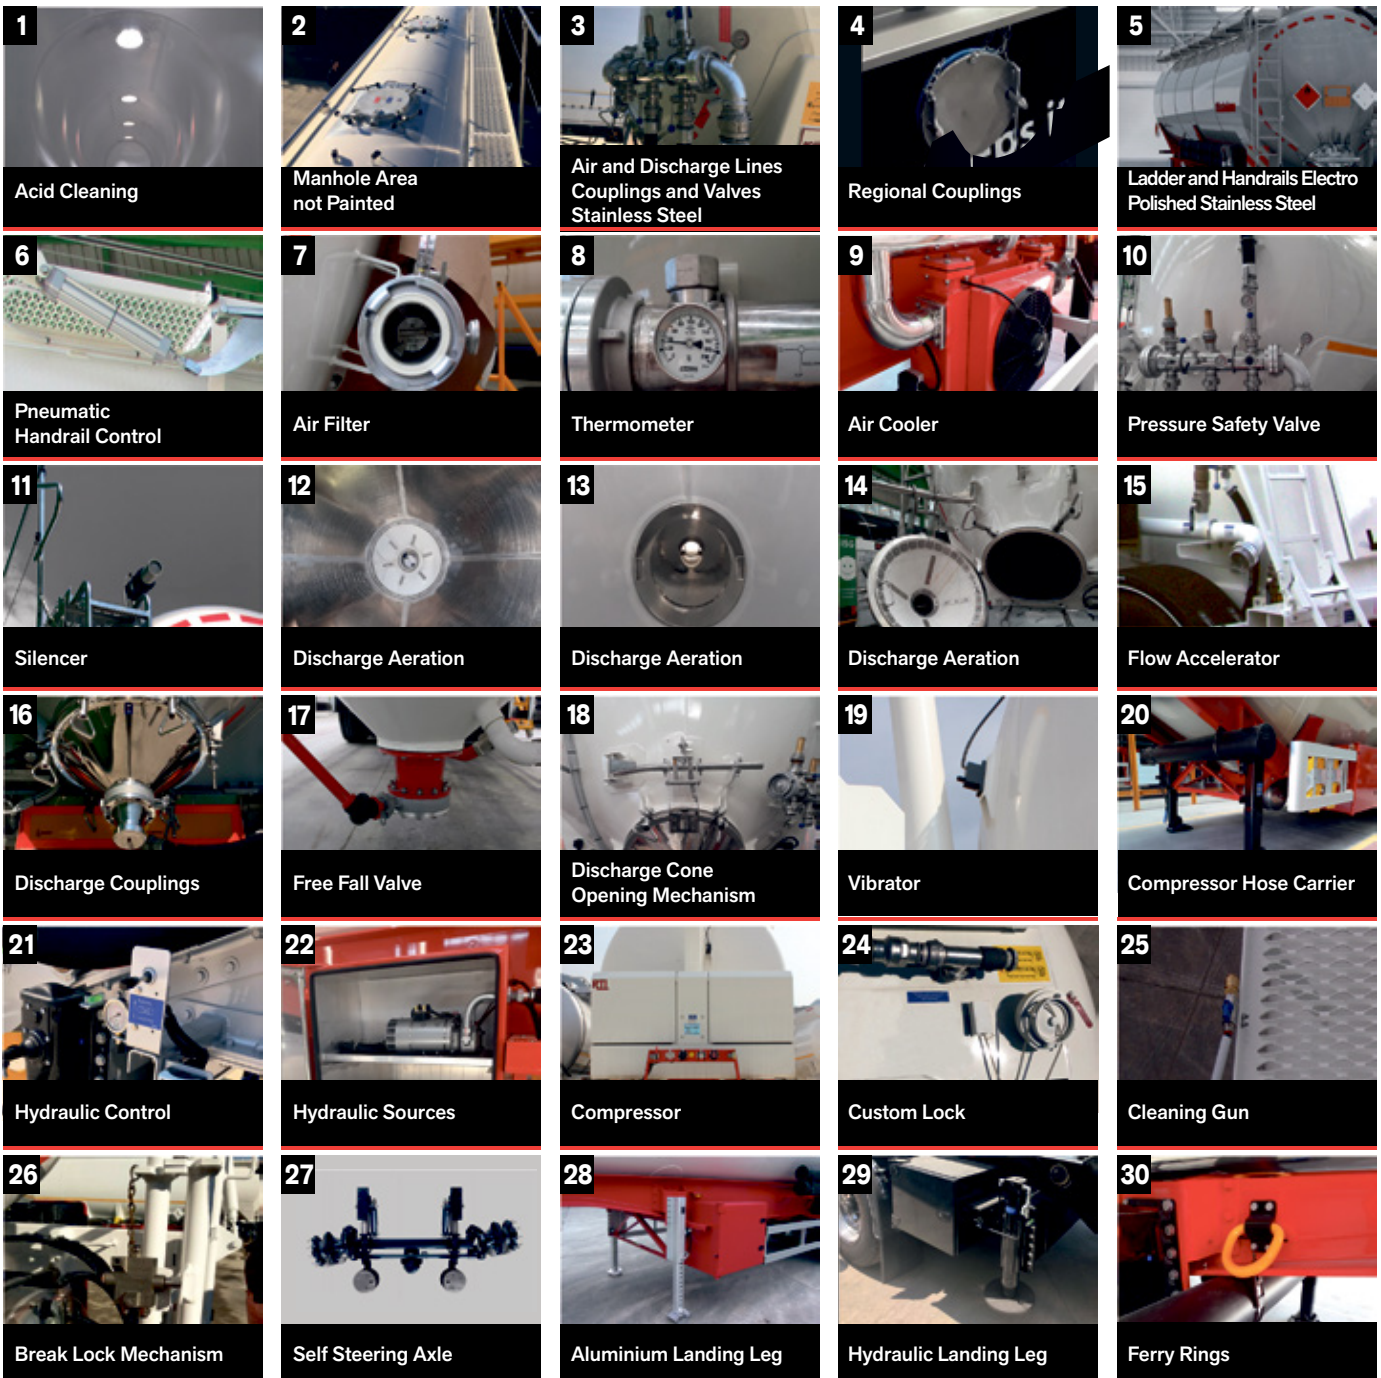 1
Acid Cleaning
2
Manhole Area
not Painted
3
Air and Discharge Lines
Couplings and Valves
Stainless Steel
4
Regional Couplings
5
Ladder and Handrails Electro
Polished Stainless Steel
6
Pneumatic
Handrail Control
7
Air Filter
8
Thermometer
9
Air Cooler
10
Pressure Safety Valve
11
Silencer
12
Discharge Aeration
13
Discharge Aeration
14
Discharge Aeration
15
Flow Accelerator
16
Discharge Couplings
17
Free Fall Valve
18
Discharge Cone
Opening Mechanism
19
Vibrator
20
Compressor Hose Carrier
21
Hydraulic Control
22
Hydraulic Sources
23
Compressor
24
Custom Lock
25
Cleaning Gun
26
Break Lock Mechanism
27
Self Steering Axle
28
Aluminium Landing Leg
29
Hydraulic Landing Leg
30
Ferry Rings